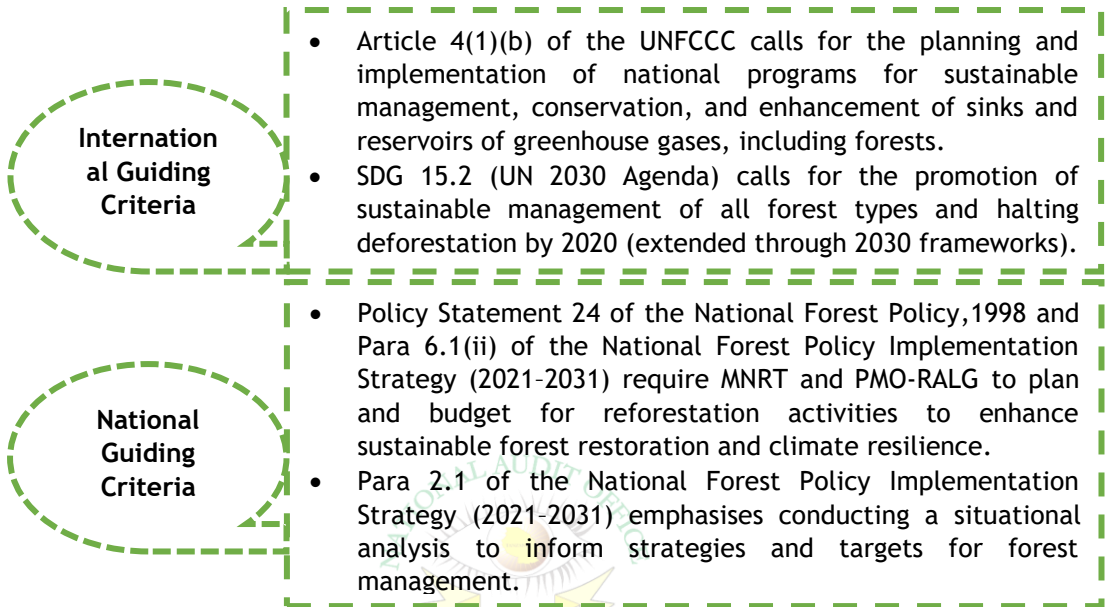 Internation
al Guiding
Criteria
• Article 4(1)(b) of the UNFCCC calls for the planning and
implementation of national programs for sustainable
management, conservation, and enhancement of sinks and
reservoirs of greenhouse gases, including forests.
• SDG 15.2 (UN 2030 Agenda) calls for the promotion of
sustainable management of all forest types and halting
deforestation by 2020 (extended through 2030 frameworks).
National
Guiding
Criteria
• Policy Statement 24 of the National Forest Policy,1998 and
Para 6.1(ii) of the National Forest Policy Implementation
Strategy (2021–2031) require MNRT and PMO-RALG to plan
and budget for reforestation activities to enhance
sustainable forest restoration and climate resilience.
• Para 2.1 of the National Forest Policy Implementation
Strategy (2021–2031) emphasises conducting a situational
analysis to inform strategies and targets for forest
management.
NATIONAL AUDIT OFFICE